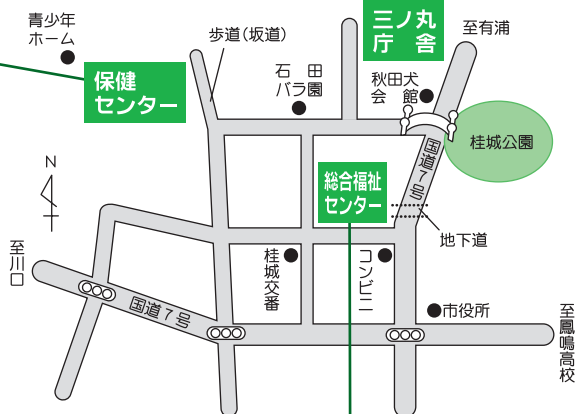 青少年
ホーム
歩道(坂道)
三ノ丸
庁舎
至有浦
保健
センター
石田
バラ園
秋田犬
会館
桂城公園
国道7号
N
総合福祉
センター
地下道
至川口
桂城交番
コンビニ
国道7号
市役所
至鳳鳴高校